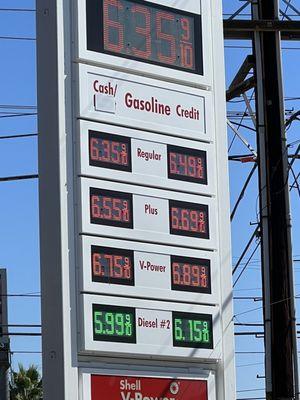 6.35 9/10
Cash/
Gasoline Credit
6.35 9/10 Regular 6.49 9/10
6.55 9/10 Plus 6.69 9/10
6.75 9/10 V-Power 6.89 9/10
5.99 9/10 Diesel #2 6.15 9/10
Shell
V-Power